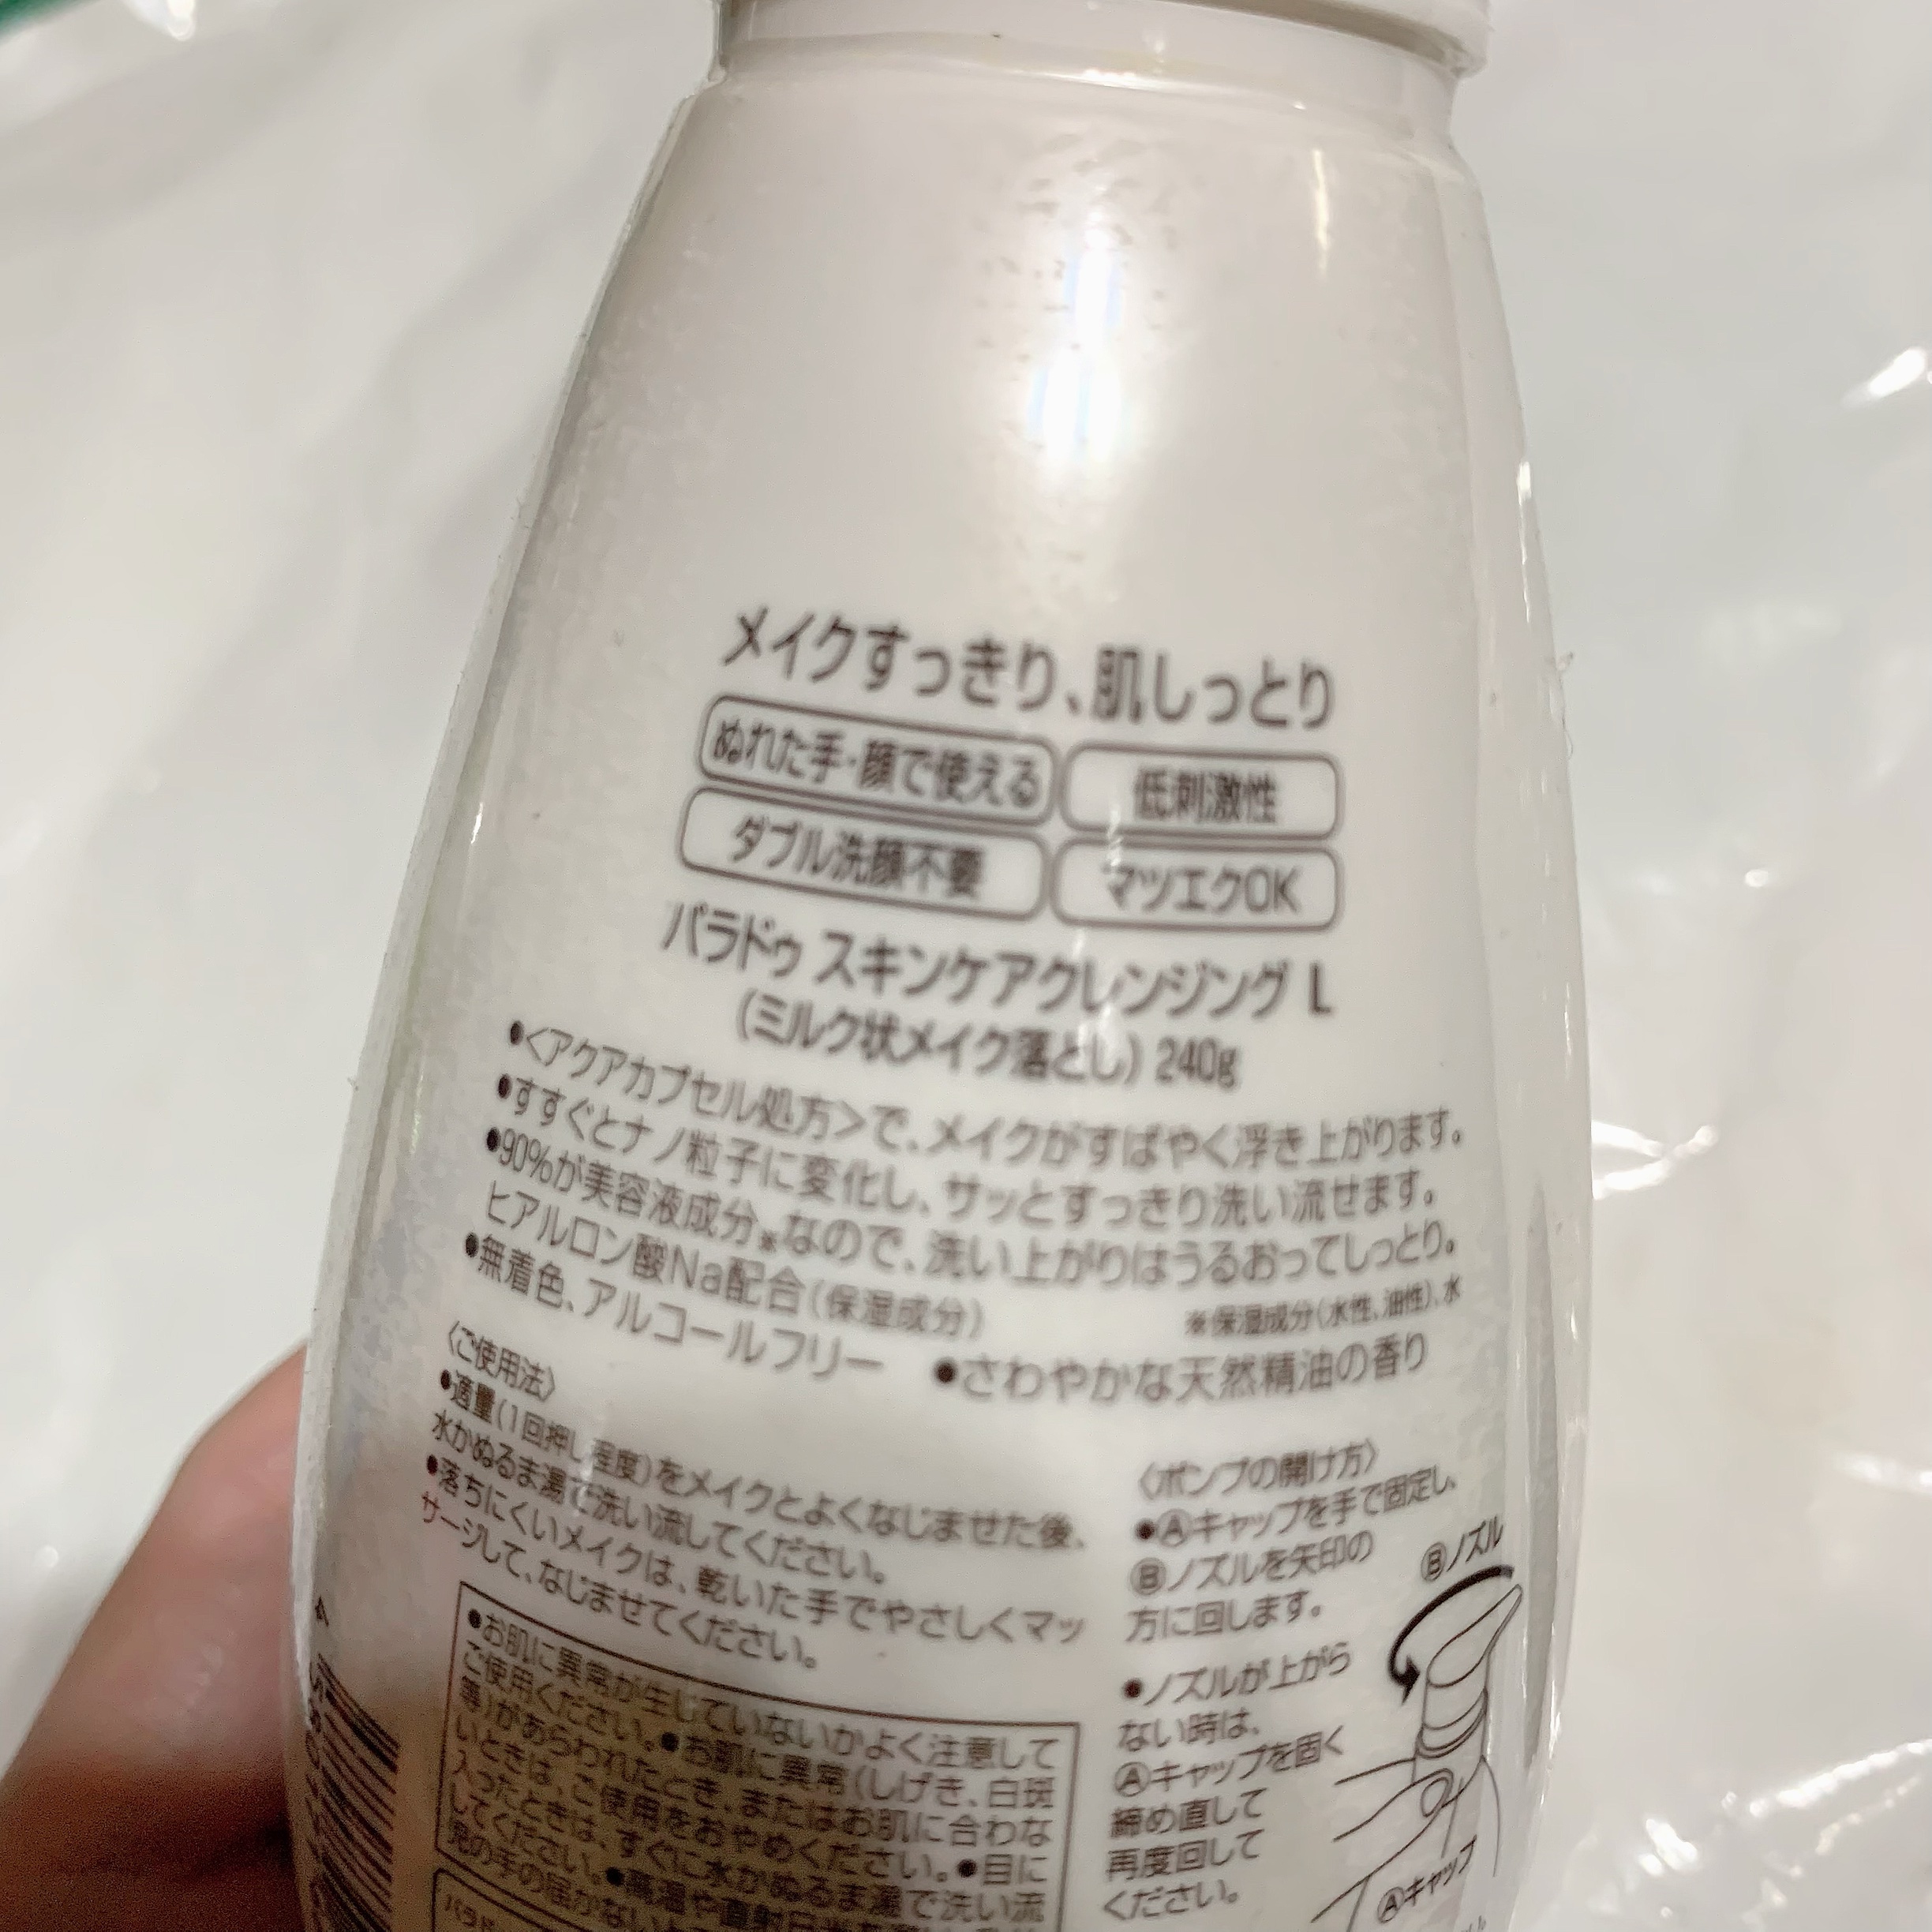 メイクすっきり、肌しっとり
ぬれた手・顔で使える 低刺激性
ダブル洗顔不要 マツエクOK
パラドゥ スキンケアクレンジング L
(ミルク状メイク落とし) 240g
●〈アクアカプセル処方〉で、メイクがすばやく浮き上がります。
●すすぐとナノ粒子に変化し、サッとすっきり洗い流せます。
●90%が美容液成分※なので、洗い上がりはうるおってしっとり。
ヒアルロン酸Na配合(保湿成分) ※保湿成分(水性、油性)、水
●無着色、アルコールフリー ●さわやかな天然精油の香り
〈ご使用法〉
●適量(1回押し程度)をメイクとよくなじませた後、
水かぬるま湯で洗い流してください。
●落ちにくいメイクは、乾いた手でやさしくマッ
サージして、なじませてください。
●お肌に異常が生じていないかよく注意して
ご使用ください。●お肌に異常(しげき、白斑
等)があらわれたとき、またはお肌に合わな
いときは、ご使用をおやめください。●目に
入ったときは、すぐに水かぬるま湯で洗い流
してください。●高温や直射日光
児の手の届かない
パラドゥ
〈ポンプの開け方〉
●Ⓐキャップを手で固定し、
Ⓑノズルを矢印の
方に回します。
●ノズルが上がら
ない時は、
Ⓐキャップを固く
締め直して
再度回して
ください。
Ⓑノズル
Ⓐキャップ